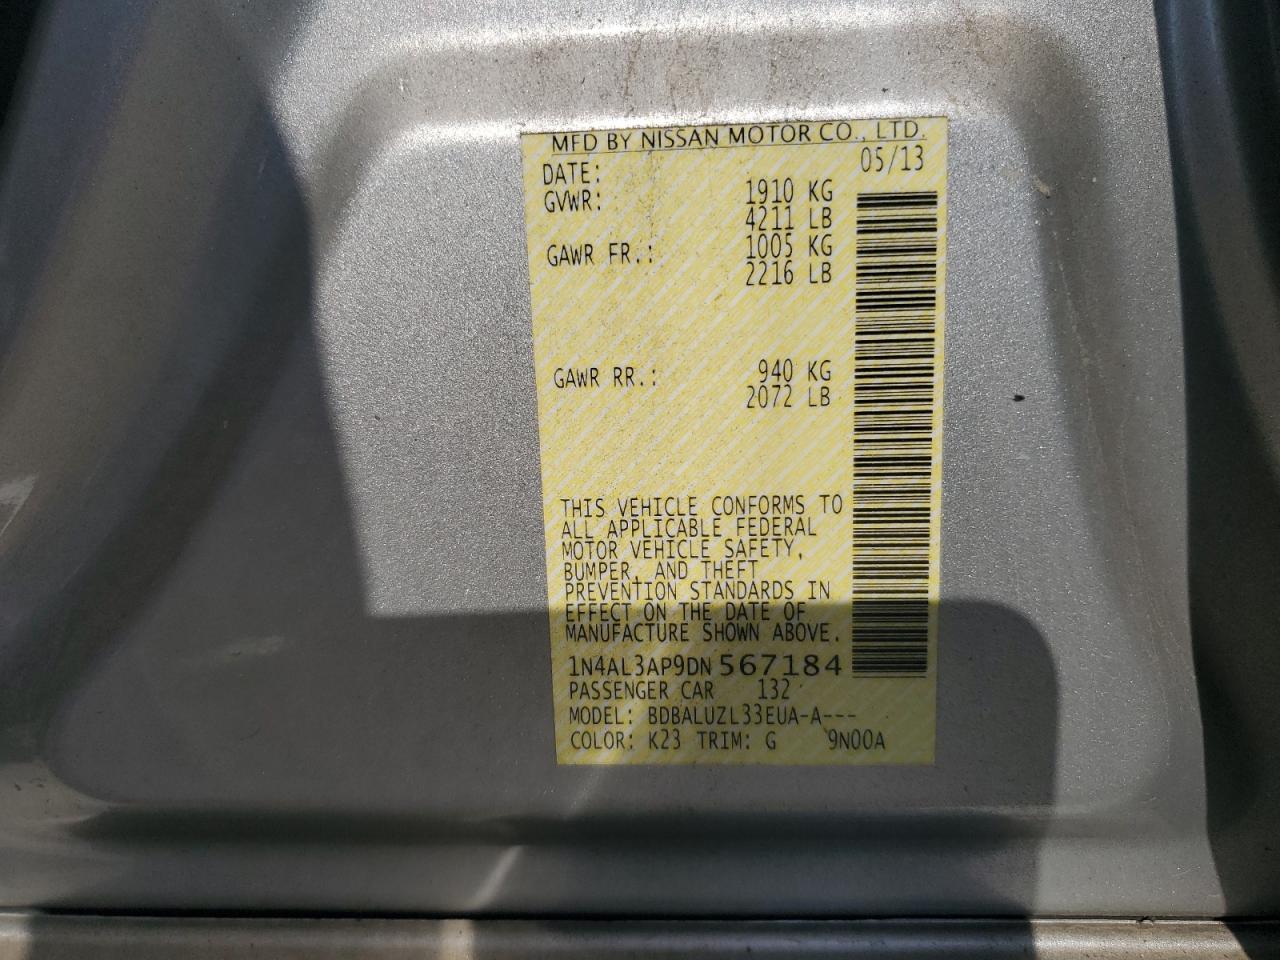 MFD BY NISSAN MOTOR CO., LTD.
DATE: 05/13
GVWR: 1910 KG
4211 LB
GAWR FR.: 1005 KG
2216 LB
GAWR RR.: 940 KG
2072 LB
THIS VEHICLE CONFORMS TO
ALL APPLICABLE FEDERAL
MOTOR VEHICLE SAFETY,
BUMPER, AND THEFT
PREVENTION STANDARDS IN
EFFECT ON THE DATE OF
MANUFACTURE SHOWN ABOVE.
1N4AL3AP9DN567184
PASSENGER CAR 132
MODEL: BDBALUZL33EUA-A---
COLOR: K23 TRIM: G 9N00A